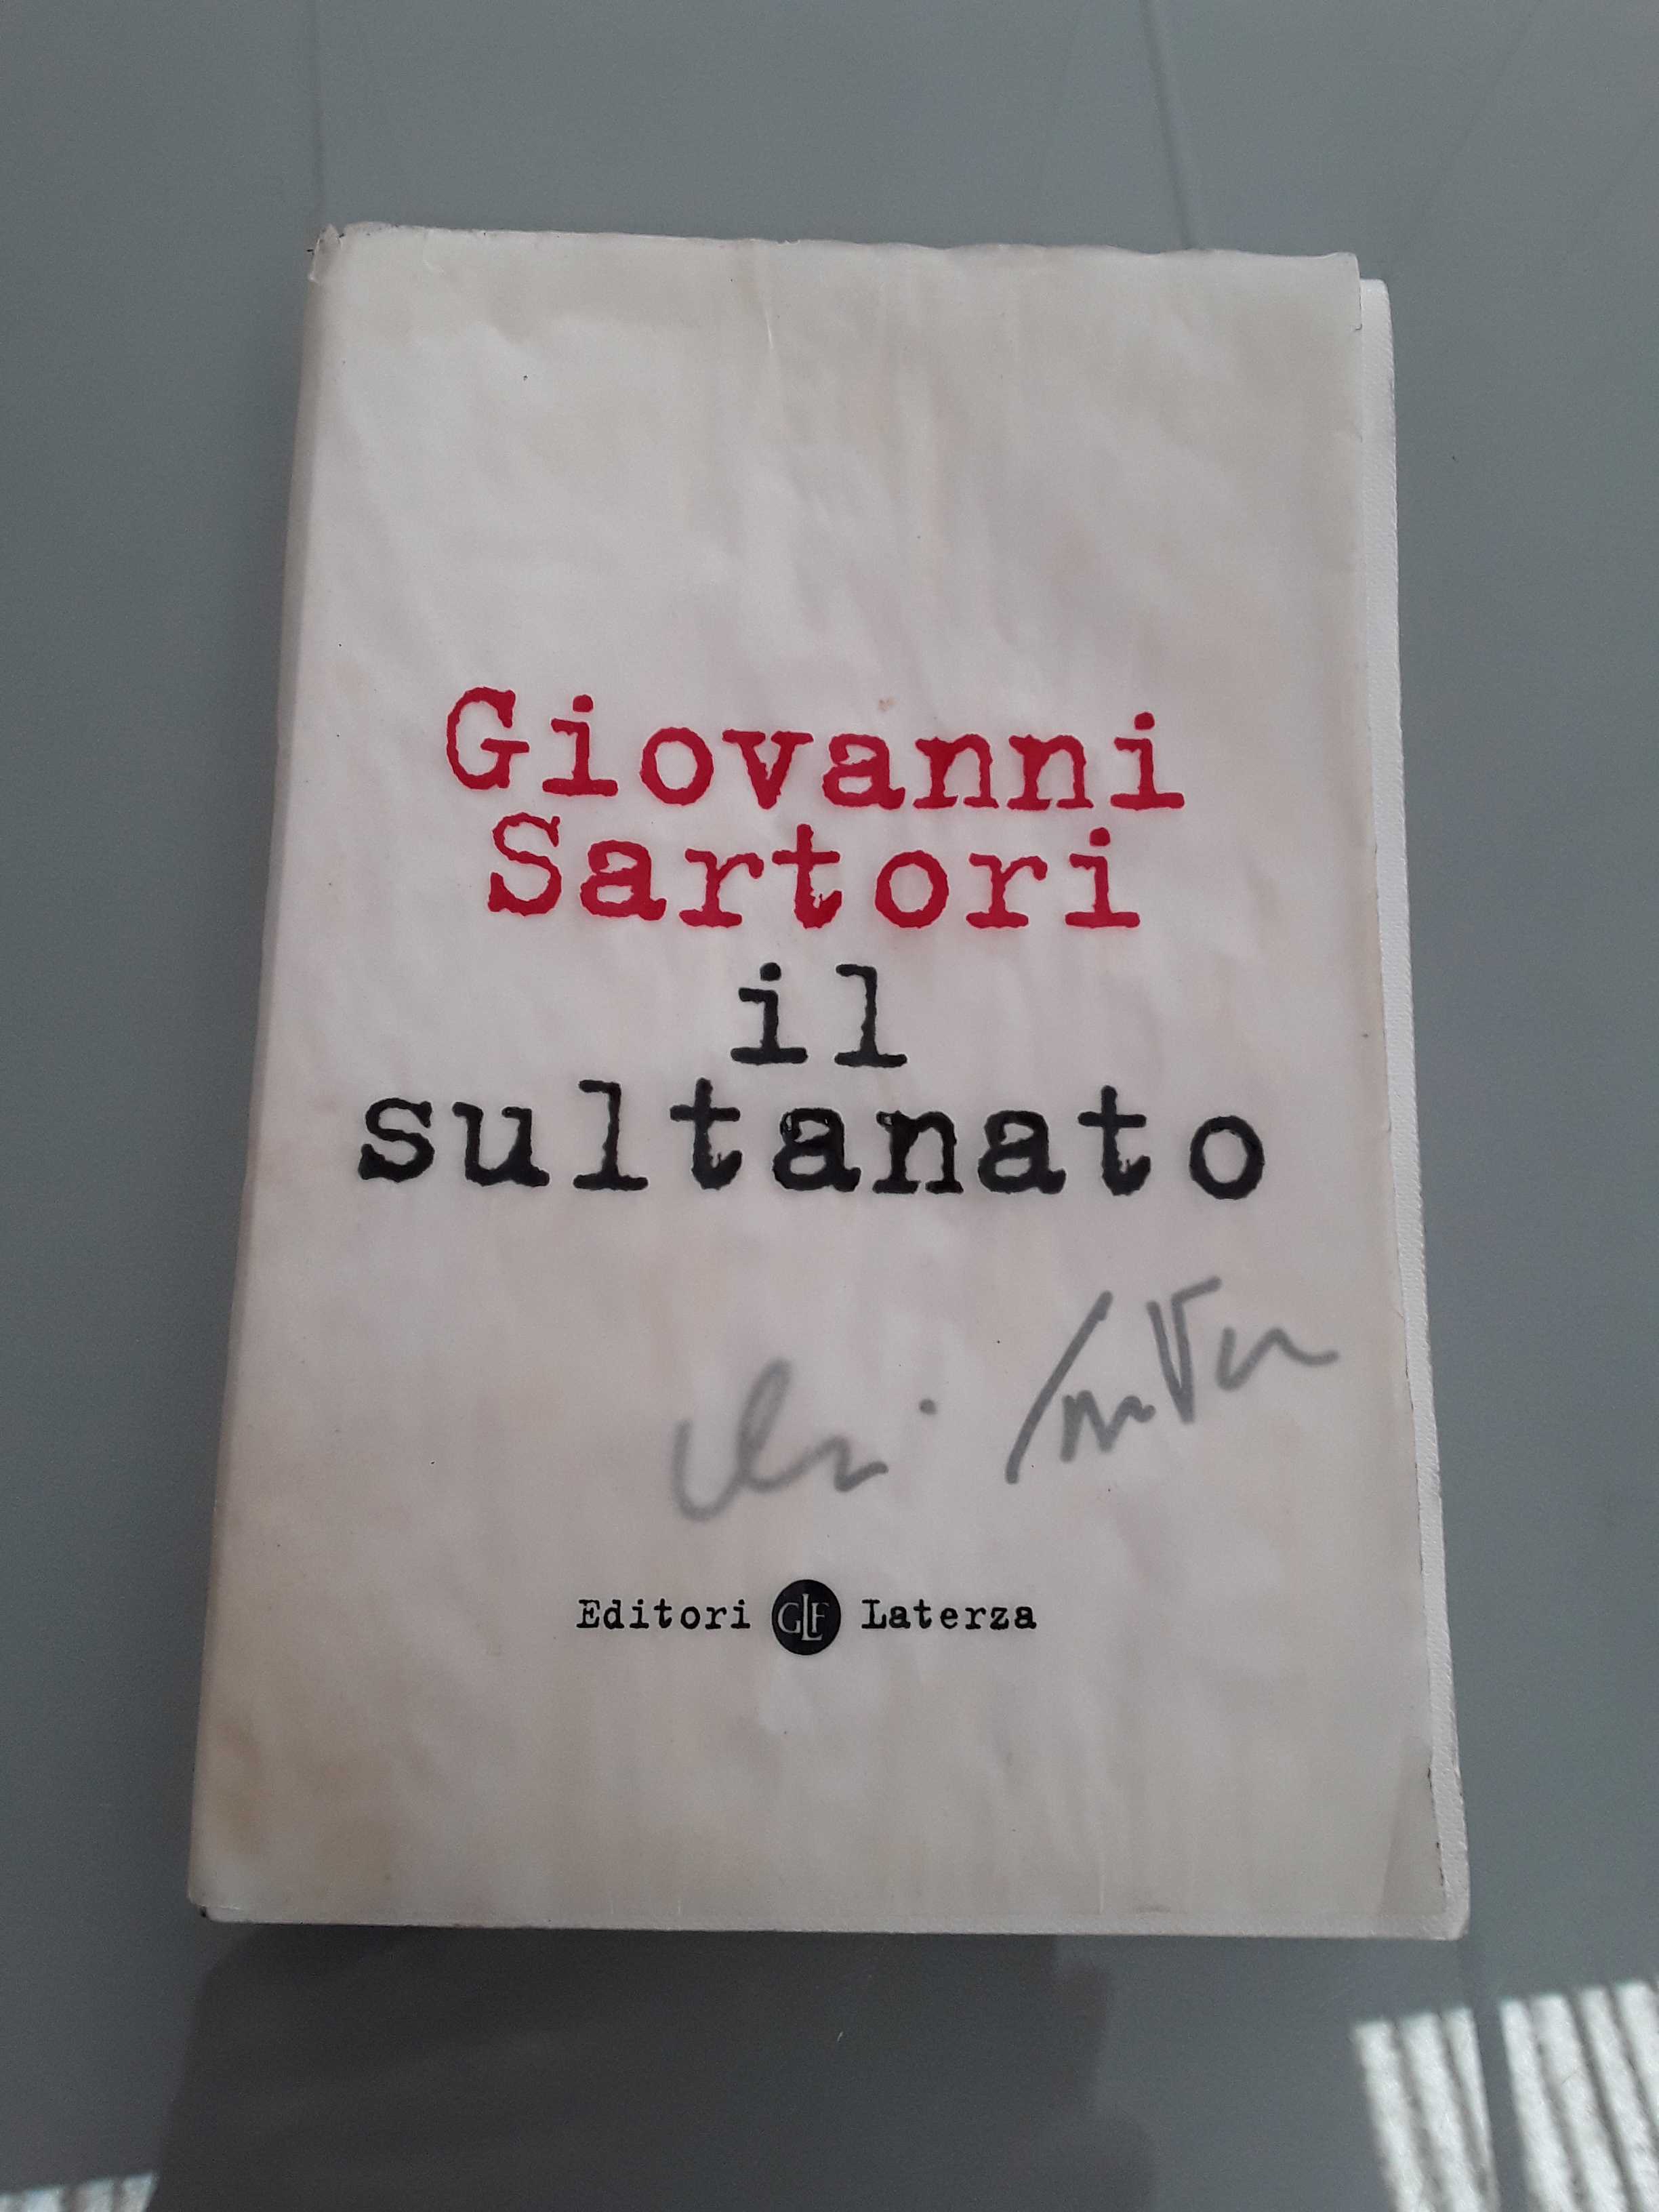 Giovanni
Sartori
il
sultanato
Editori GLF Laterza